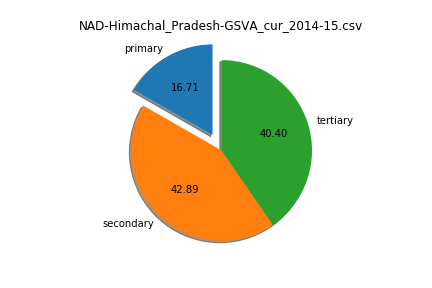 NAD-Himachal_Pradesh-GSVA_cur_2014-15.csv
primary
16.71
tertiary
40.40
42.89
secondary